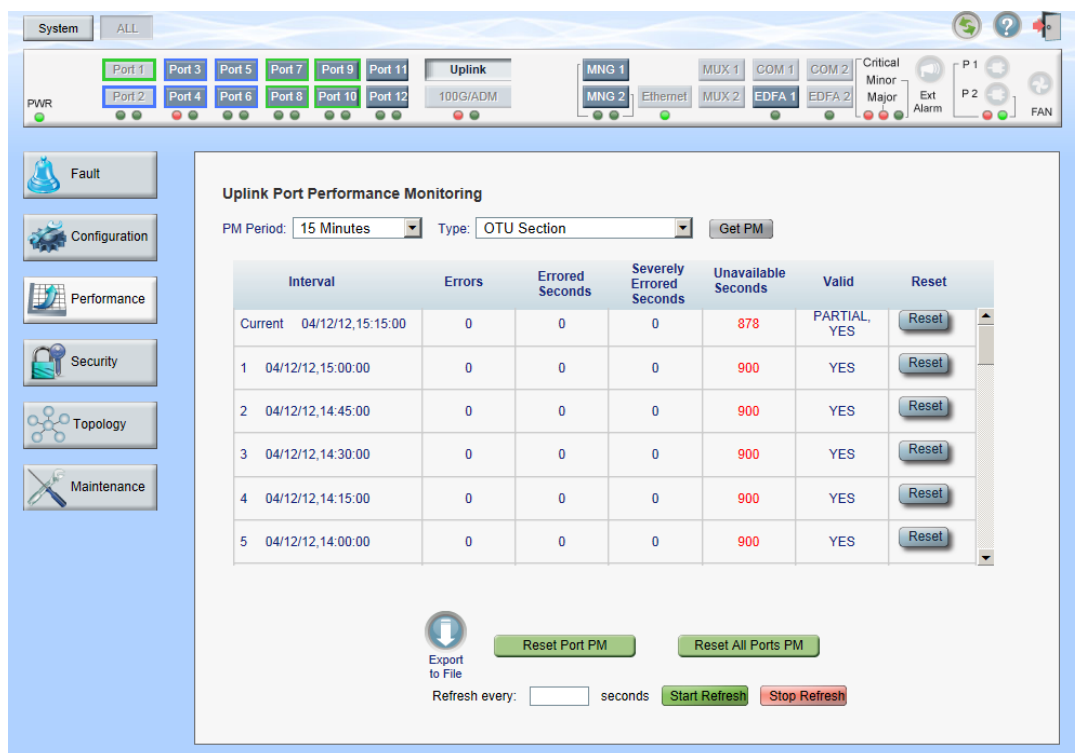 System ALL
Port 1 Port 3 Port 5 Port 7 Port 9 Port 11 Uplink MNG 1 MUX 1 COM 1 COM 2 Critical P 1
Minor
Port 2 Port 4 Port 6 Port 8 Port 10 Port 12 100G/ADM MNG 2 Ethernet MUX 2 EDFA 1 EDFA 2 Major Ext P 2
PWR Alarm FAN
Fault
Configuration
Performance
Security
Topology
Maintenance
Uplink Port Performance Monitoring
PM Period: 15 Minutes Type: OTU Section Get PM
Interval Errors Errored Seconds Severely Errored Seconds Unavailable Seconds Valid Reset
Current 04/12/12,15:15:00 0 0 0 878 PARTIAL, YES Reset
1 04/12/12,15:00:00 0 0 0 900 YES Reset
2 04/12/12,14:45:00 0 0 0 900 YES Reset
3 04/12/12,14:30:00 0 0 0 900 YES Reset
4 04/12/12,14:15:00 0 0 0 900 YES Reset
5 04/12/12,14:00:00 0 0 0 900 YES Reset
Export to File
Reset Port PM Reset All Ports PM
Refresh every: seconds Start Refresh Stop Refresh